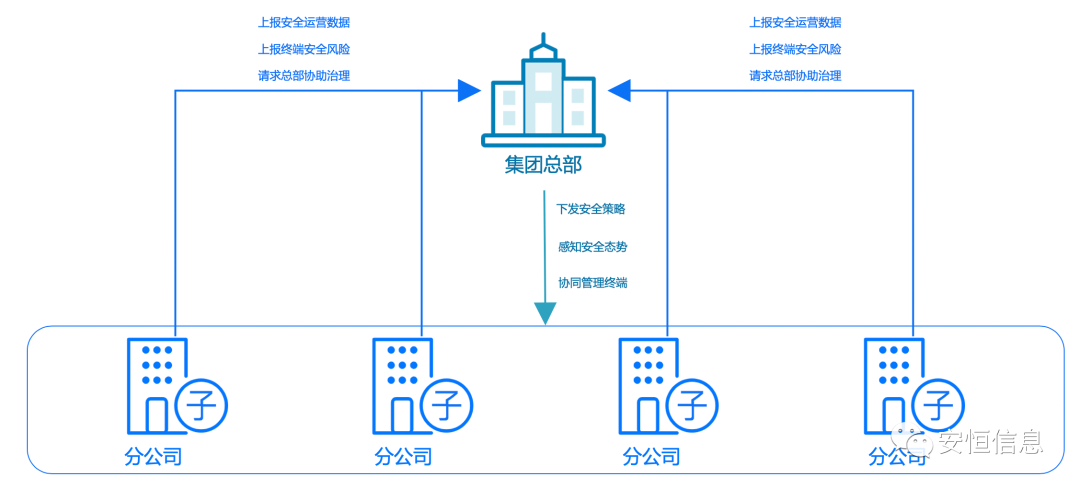 上报安全运营数据
上报终端安全风险
请求总部协助治理
上报安全运营数据
上报终端安全风险
请求总部协助治理
集团总部
下发安全策略
感知安全态势
协同管理终端
子
子
子
子
分公司
分公司
分公司
分公司
安恒信息